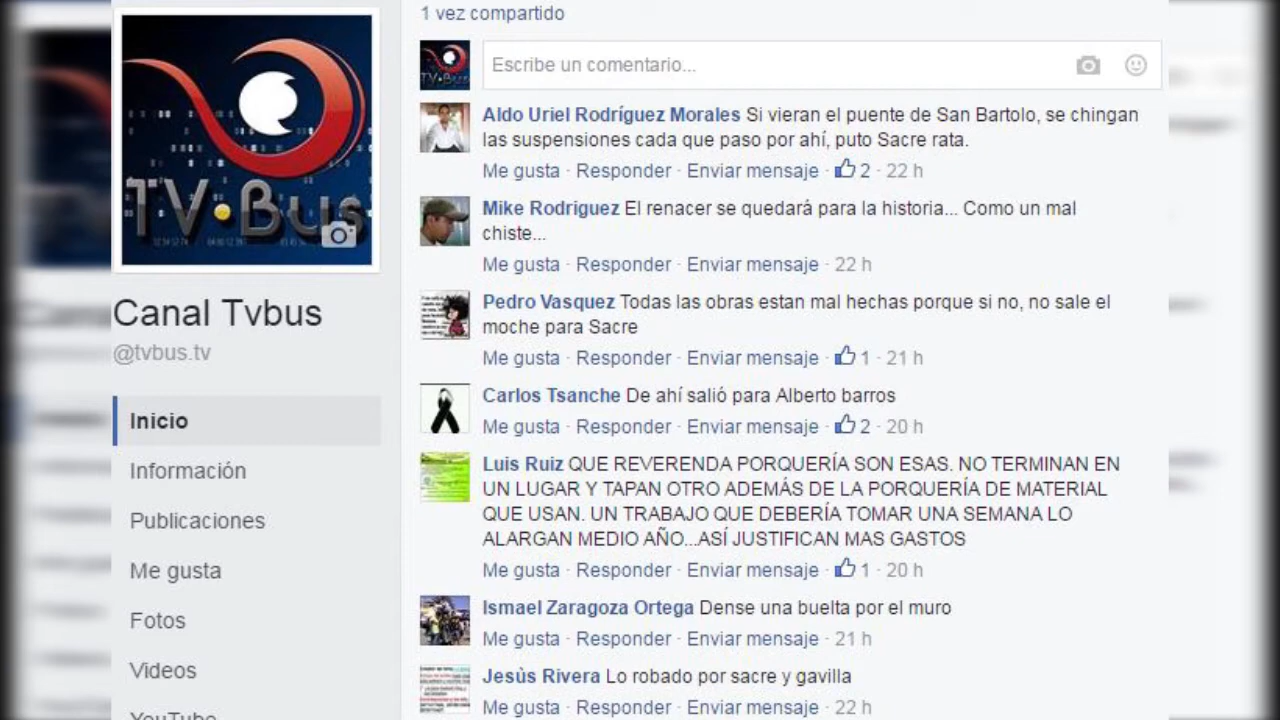 TV·Bus
Canal Tvbus
@tvbus.tv
Inicio
Información
Publicaciones
Me gusta
Fotos
Videos
YouTube
1 vez compartido
Escribe un comentario...
Aldo Uriel Rodríguez Morales Si vieran el puente de San Bartolo, se chingan
las suspensiones cada que paso por ahí, puto Sacre rata.
Me gusta · Responder · Enviar mensaje · 2 · 22 h
Mike Rodriguez El renacer se quedará para la historia... Como un mal
chiste...
Me gusta · Responder · Enviar mensaje · 22 h
Pedro Vasquez Todas las obras estan mal hechas porque si no, no sale el
moche para Sacre
Me gusta · Responder · Enviar mensaje · 1 · 21 h
Carlos Tsanche De ahí salió para Alberto barros
Me gusta · Responder · Enviar mensaje · 2 · 20 h
Luis Ruiz QUE REVERENDA PORQUERÍA SON ESAS. NO TERMINAN EN
UN LUGAR Y TAPAN OTRO ADEMÁS DE LA PORQUERÍA DE MATERIAL
QUE USAN. UN TRABAJO QUE DEBERÍA TOMAR UNA SEMANA LO
ALARGAN MEDIO AÑO...ASÍ JUSTIFICAN MAS GASTOS
Me gusta · Responder · Enviar mensaje · 1 · 20 h
Ismael Zaragoza Ortega Dense una buelta por el muro
Me gusta · Responder · Enviar mensaje · 21 h
Jesùs Rivera Lo robado por sacre y gavilla
Me gusta · Responder · Enviar mensaje · 22 h